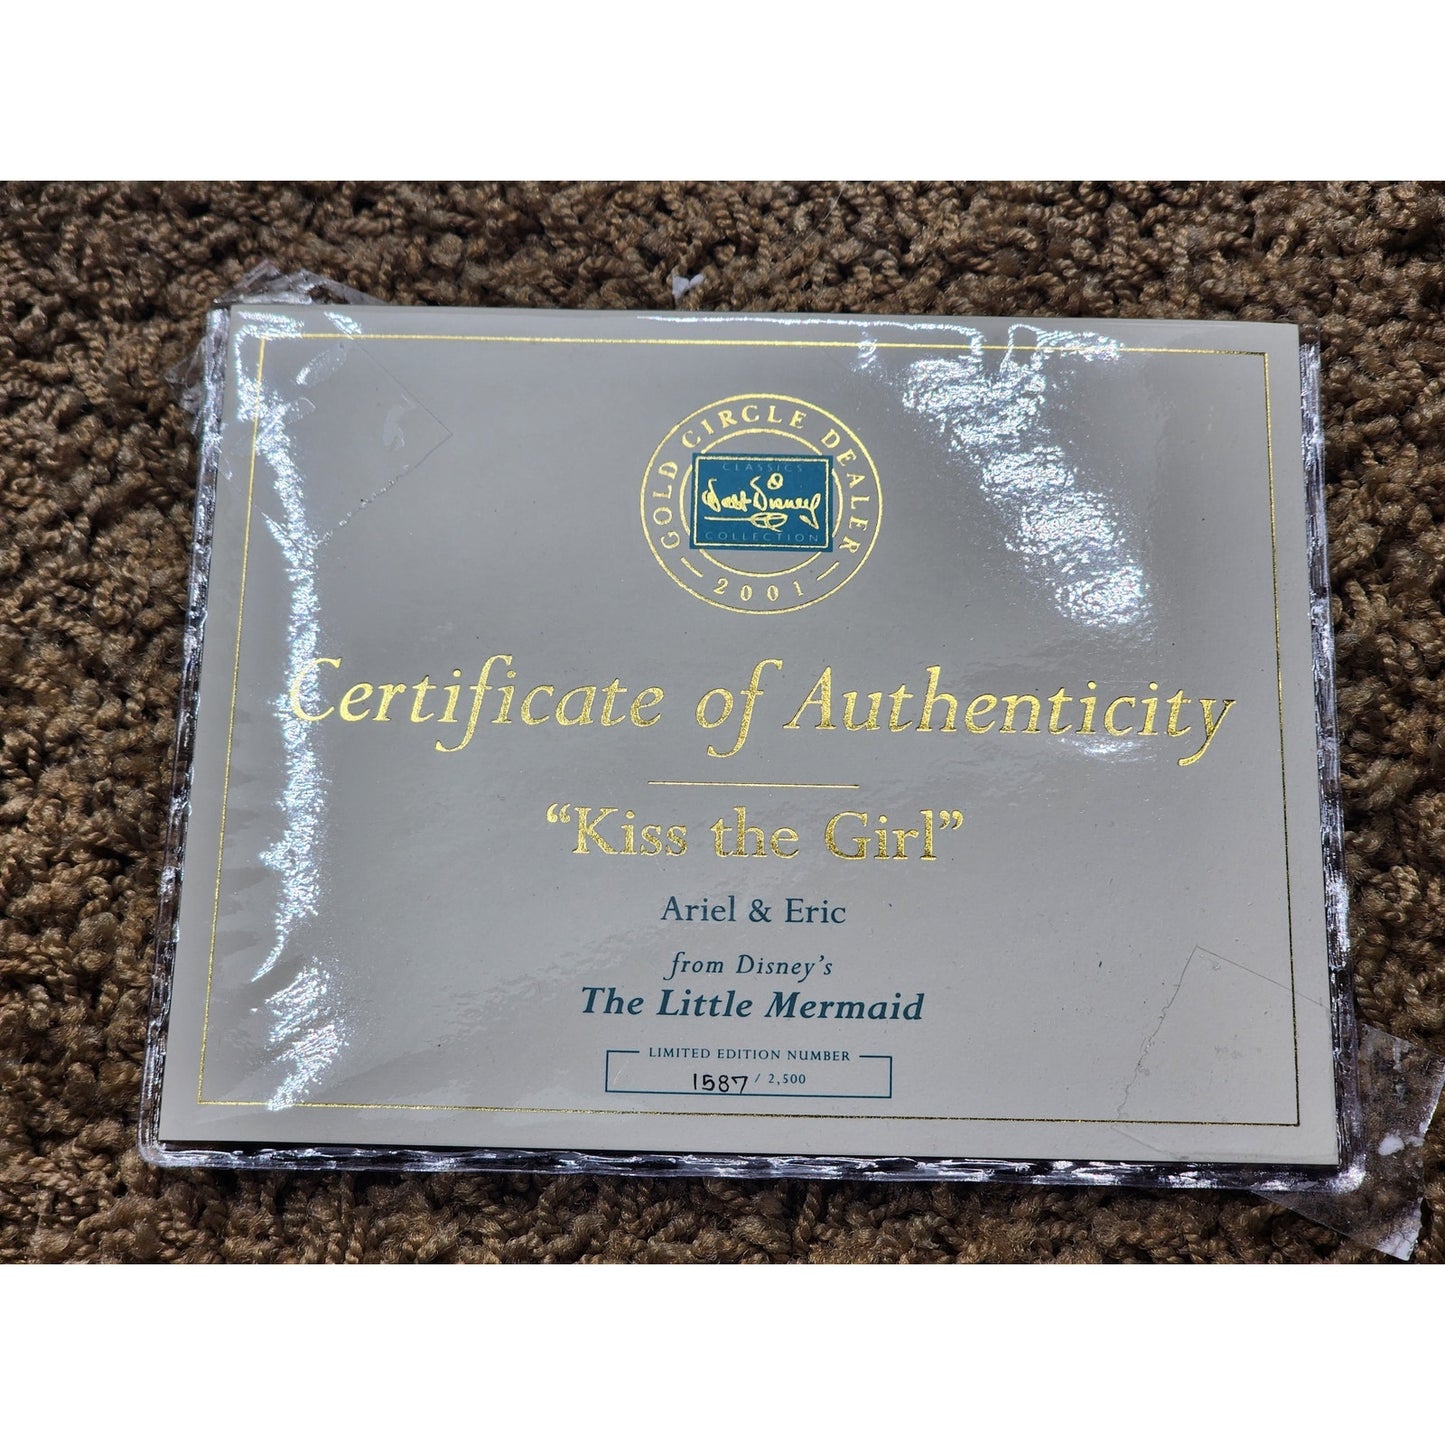 GOLD CIRCLE DEALER
CLASSICS
Walt Disney
COLLECTION
2001
Certificate of Authenticity
"Kiss the Girl"
Ariel & Eric
from Disney's
The Little Mermaid
LIMITED EDITION NUMBER
1587 / 2,500